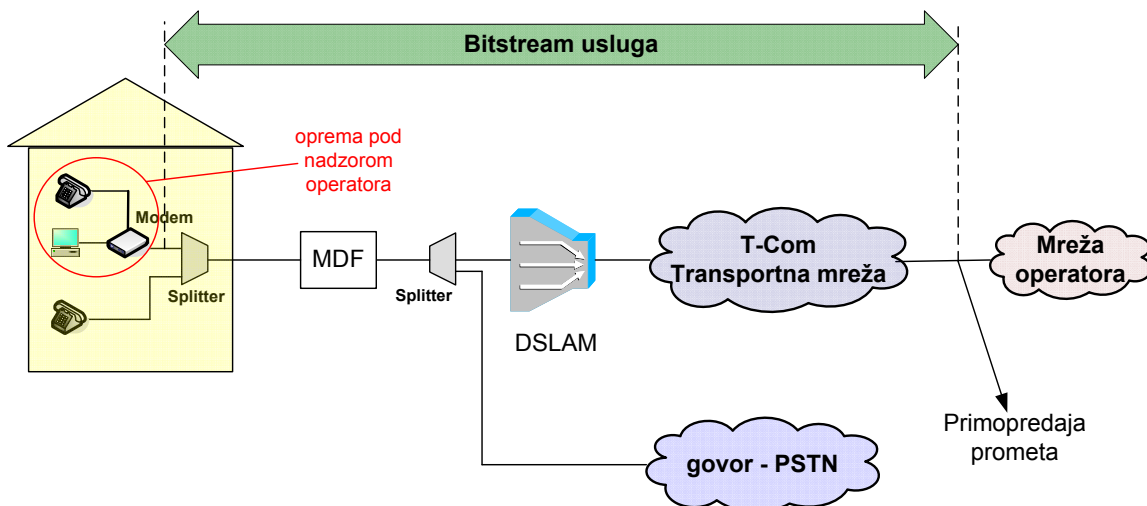 Bitstream usluga
oprema pod
nadzorom
operatora
Modem
Splitter
MDF
Splitter
DSLAM
T-Com
Transportna mreža
Mreža
operatora
govor - PSTN
Primopredaja
prometa